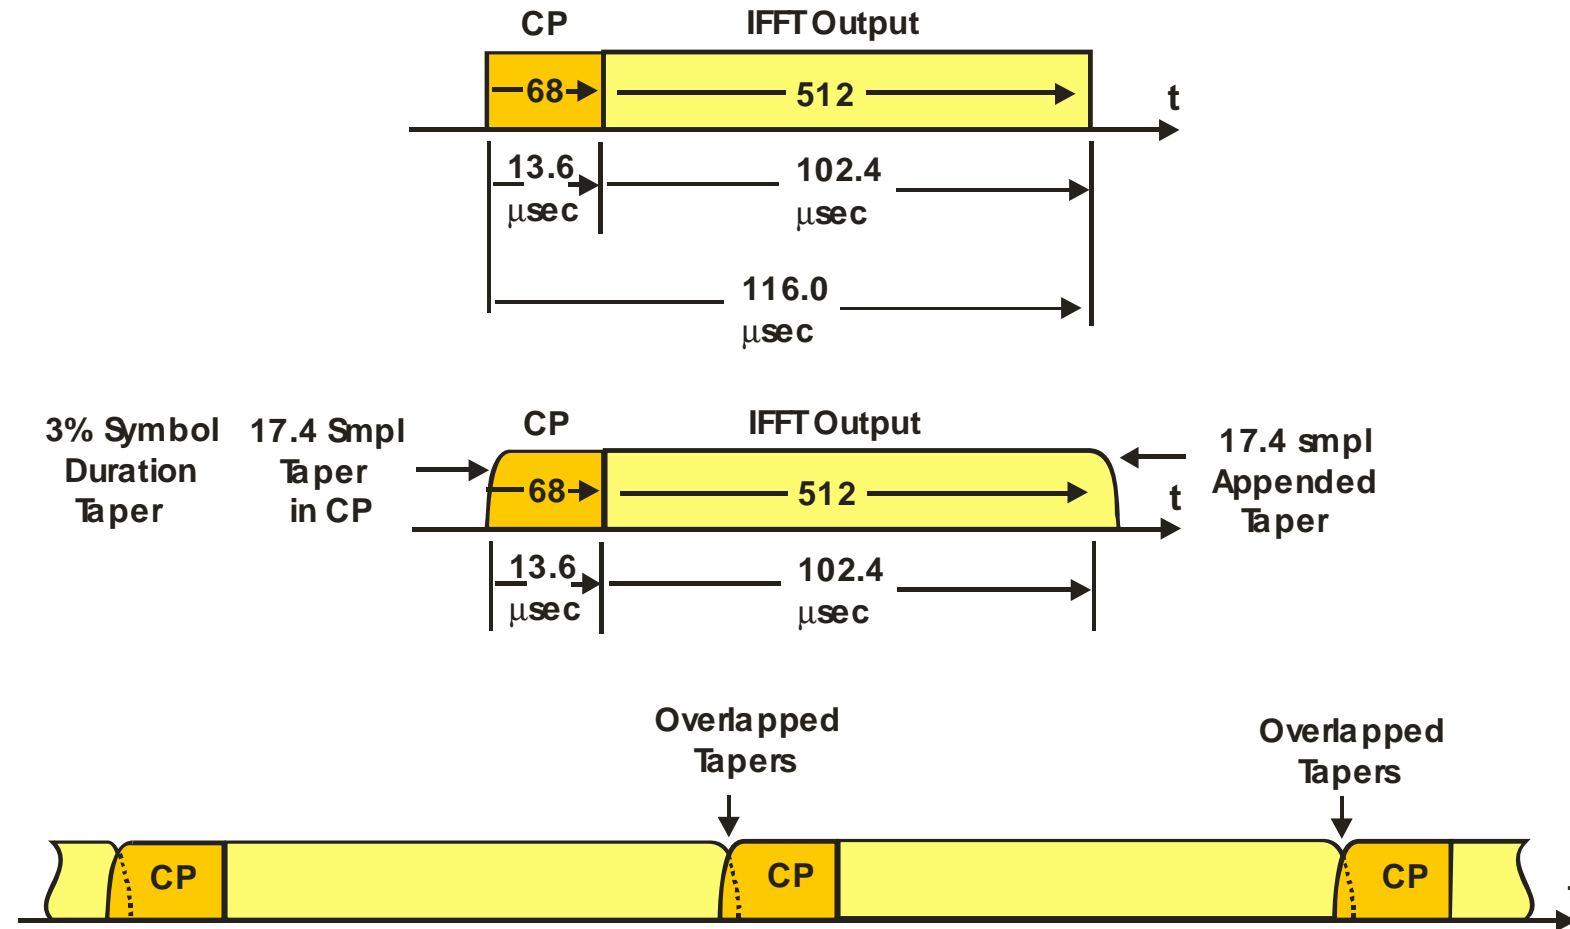 CP
IFFT Output
68
512
t
13.6
µsec
102.4
µsec
116.0
µsec
3% Symbol
Duration
Taper
17.4 Smpl
Taper
in CP
CP
IFFT Output
17.4 smpl
Appended
Taper
68
512
t
13.6
µsec
102.4
µsec
Overlapped
Tapers
Overlapped
Tapers
CP
CP
CP